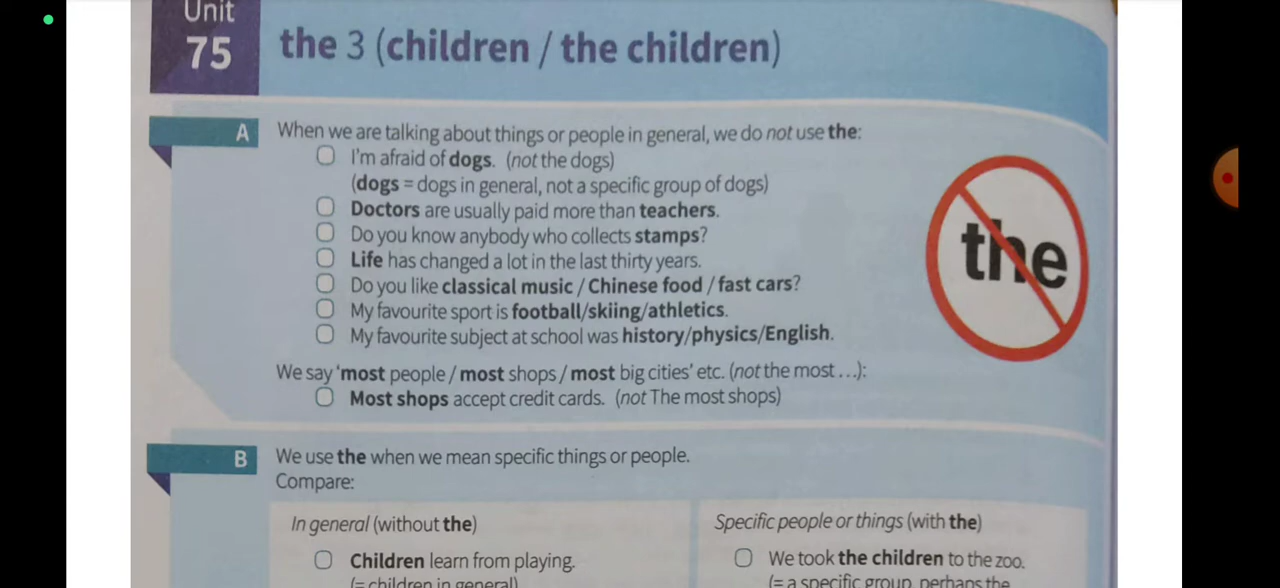 Unit
75
the 3 (children / the children)
A
When we are talking about things or people in general, we do not use the:
I'm afraid of dogs. (not the dogs)
(dogs = dogs in general, not a specific group of dogs)
Doctors are usually paid more than teachers.
Do you know anybody who collects stamps?
Life has changed a lot in the last thirty years.
Do you like classical music / Chinese food / fast cars?
My favourite sport is football/skiing/athletics.
My favourite subject at school was history/physics/English.
the
We say 'most people / most shops / most big cities' etc. (not the most ...):
Most shops accept credit cards. (not The most shops)
B
We use the when we mean specific things or people.
Compare:
In general (without the)
Children learn from playing.
(= children in general)
Specific people or things (with the)
We took the children to the zoo.
(= a specific group, perhaps the